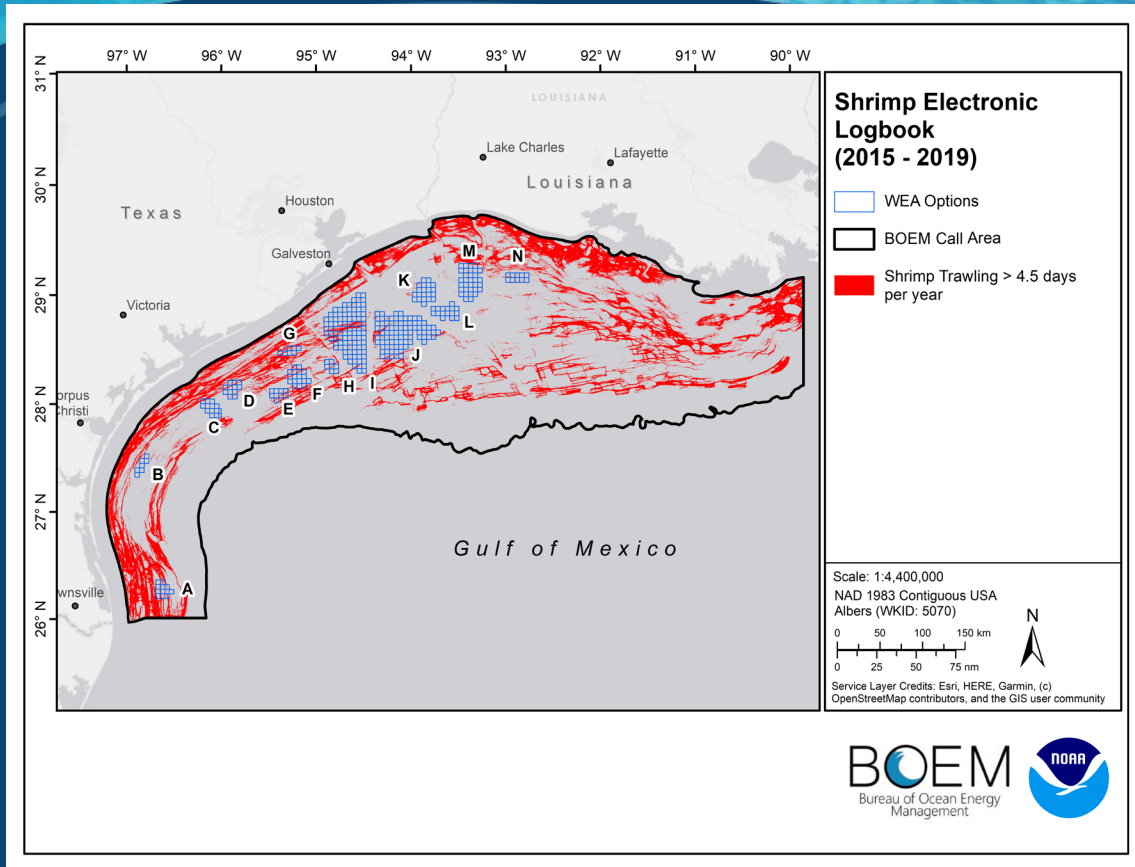 97° W 96° W 95° W 94° W 93° W 92° W 91° W 90° W
31° N
30° N
29° N
28° N
27° N
26° N
LOUISIANA
Lake Charles
Lafayette
Louisiana
Houston
Texas
Galveston
Victoria
orpus
Christi
wnsville
M
N
K
L
G
J
I
H
F
E
D
C
B
A
Gulf of Mexico
Shrimp Electronic
Logbook
(2015 - 2019)
WEA Options
BOEM Call Area
Shrimp Trawling > 4.5 days
per year
Scale: 1:4,400,000
NAD 1983 Contiguous USA
Albers (WKID: 5070)
N
0 50 100 150 km
0 25 50 75 nm
Service Layer Credits: Esri, HERE, Garmin, (c)
OpenStreetMap contributors, and the GIS user community
BOEM
Bureau of Ocean Energy
Management
NOAA